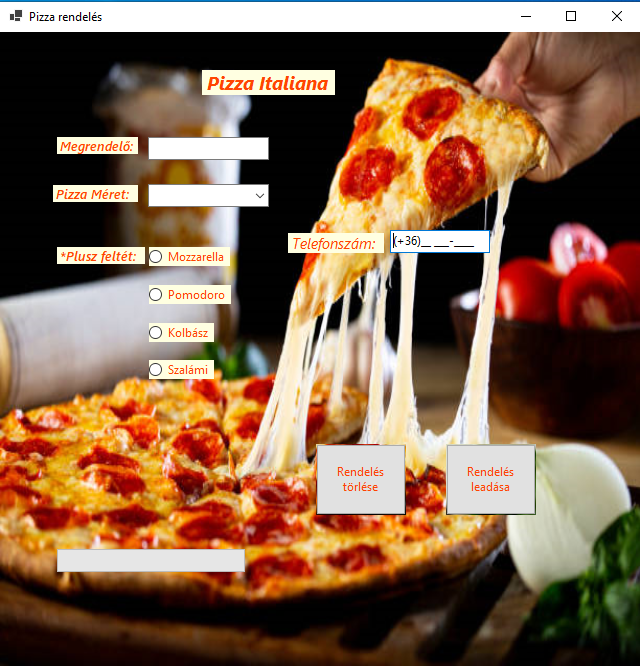 Pizza rendelés
Pizza Italiana
Megrendelő:
Pizza Méret:
Telefonszám:
(+36)__ ___-____
*Plusz feltét:
Mozzarella
Pomodoro
Kolbász
Szalámi
Rendelés
törlése
Rendelés
leadása